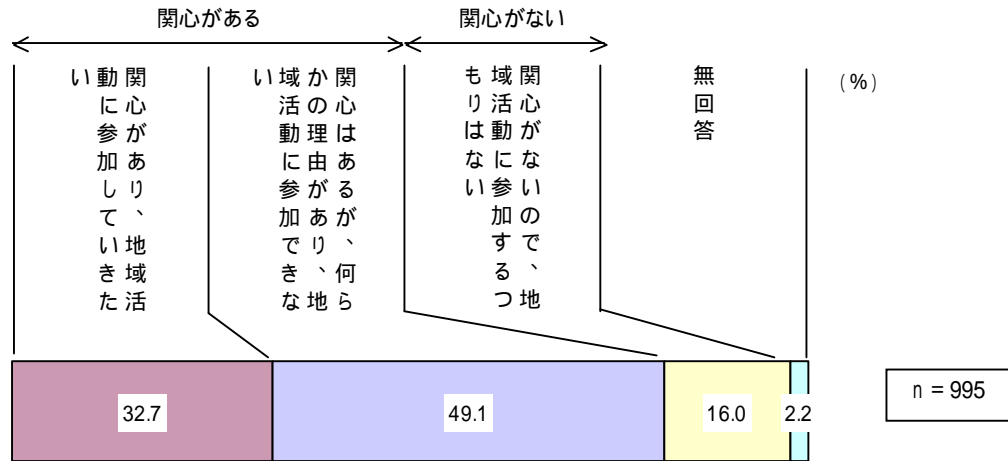 関心がある
関心がない
関心があり、地域活
動に参加していきた
い
関心はあるが、何ら
かの理由があり、地
域活動に参加できな
い
関心がないので、地
域活動に参加するつ
もりはない
無回答
(%)
32.7
49.1
16.0
2.2
n = 995